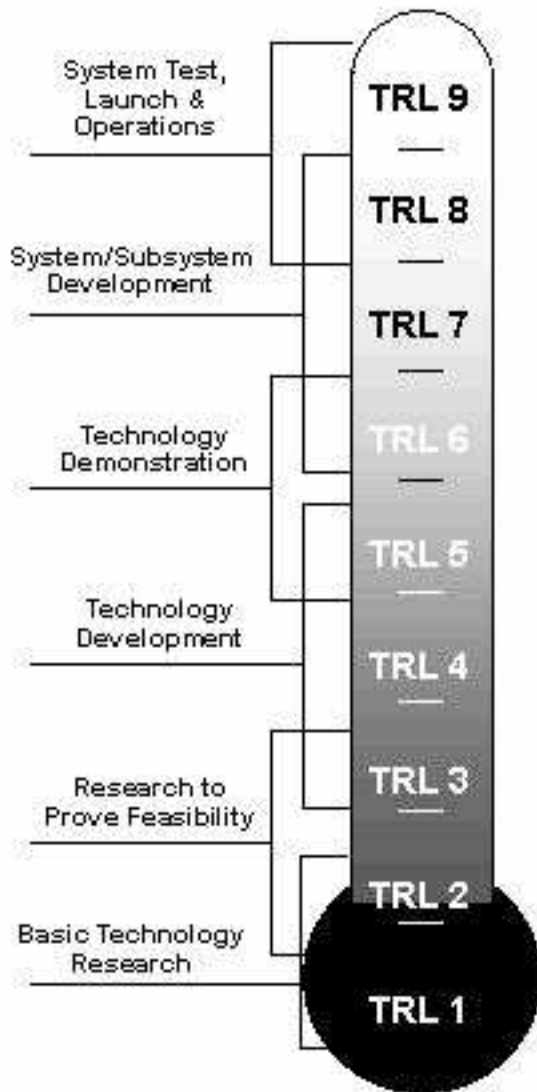 System Test,
Launch &
Operations
System/Subsystem
Development
Technology
Demonstration
Technology
Development
Research to
Prove Feasibility
Basic Technology
Research
TRL 9
TRL 8
TRL 7
TRL 6
TRL 5
TRL 4
TRL 3
TRL 2
TRL 1